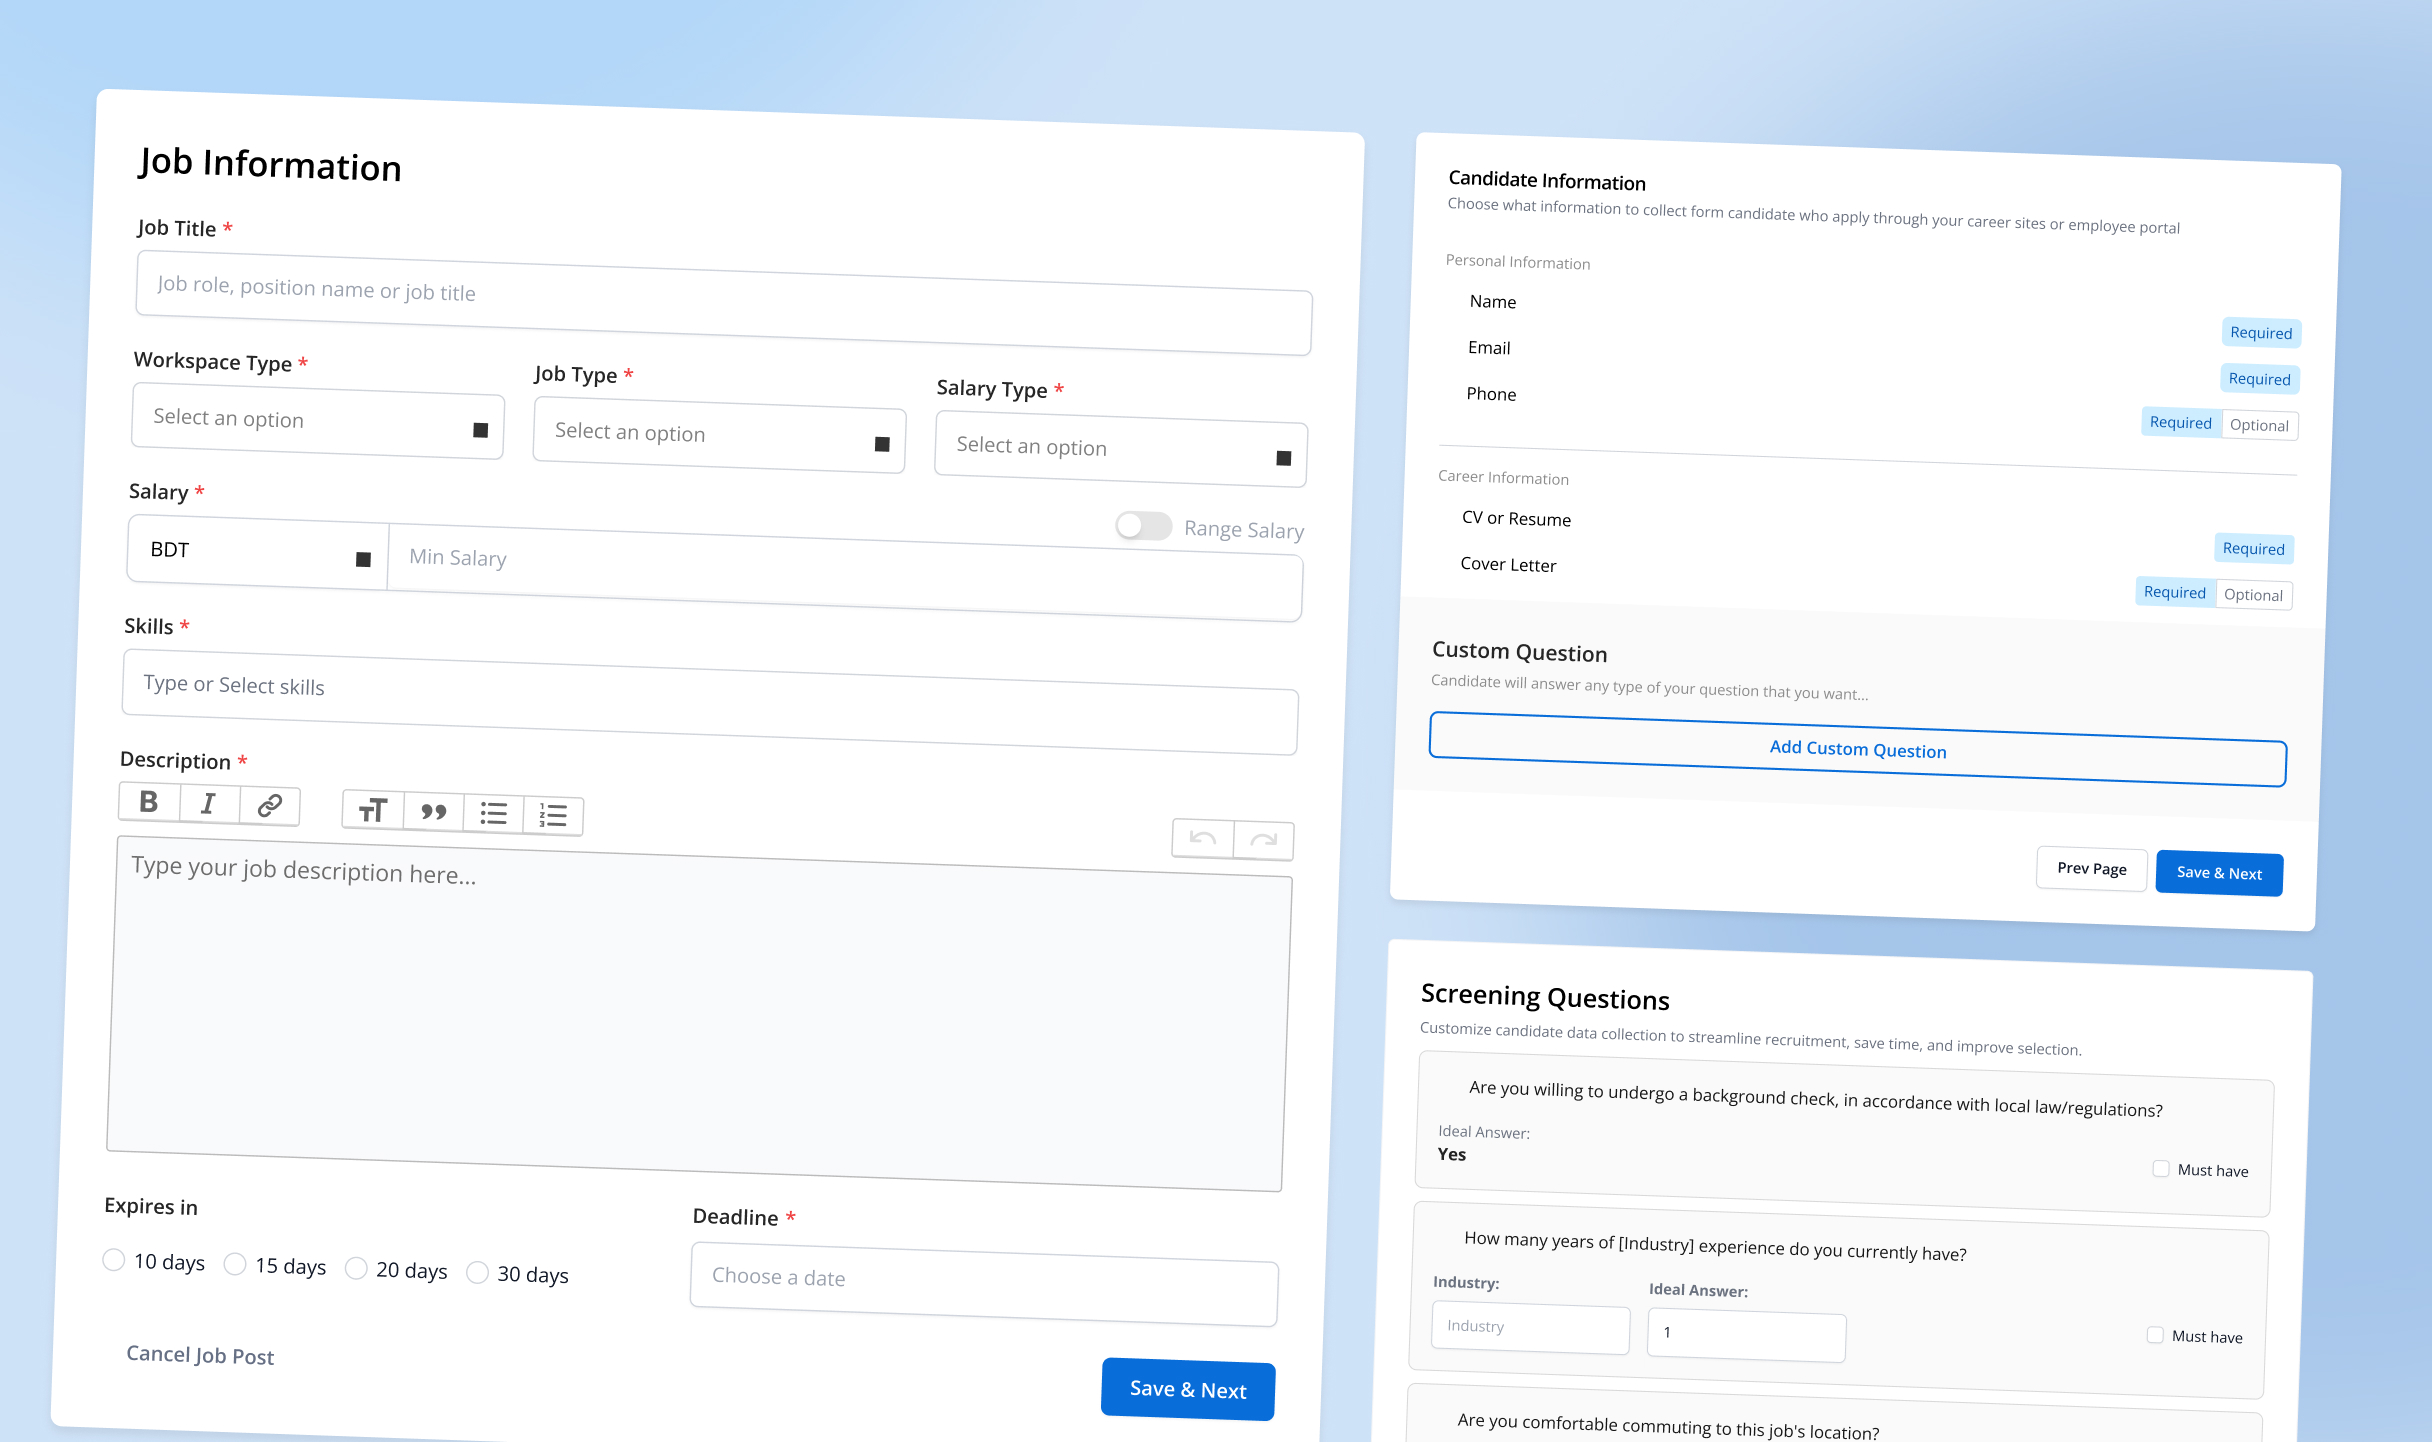 Job Information
Job Title *
Job role, position name or job title
Workspace Type * Job Type * Salary Type *
Select an option Select an option Select an option
Salary *
Range Salary
BDT Min Salary
Skills *
Type or Select skills
Description *
Type your job description here...
Expires in Deadline *
10 days 15 days 20 days 30 days
Choose a date
Cancel Job Post Save & Next
Candidate Information
Choose what information to collect form candidate who apply through your career sites or employee portal
Personal Information
Name Required
Email Required
Phone Required Optional
Career Information
CV or Resume Required
Cover Letter Required Optional
Custom Question
Candidate will answer any type of your question that you want...
Add Custom Question
Prev Page Save & Next
Screening Questions
Customize candidate data collection to streamline recruitment, save time, and improve selection.
Are you willing to undergo a background check, in accordance with local law/regulations?
Ideal Answer:
Yes Must have
How many years of [Industry] experience do you currently have?
Industry: Ideal Answer:
Industry 1 Must have
Are you comfortable commuting to this job's location?